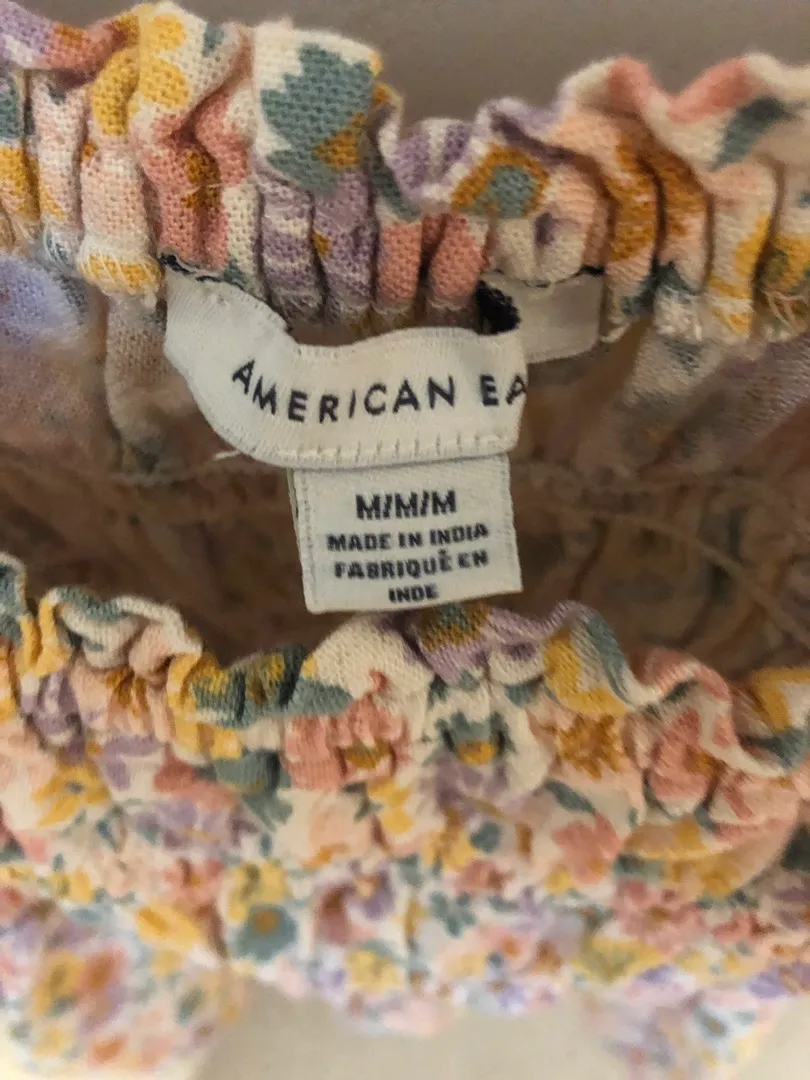 AMERICAN EA
M/M/M
MADE IN INDIA
FABRIQUÉ EN
INDE